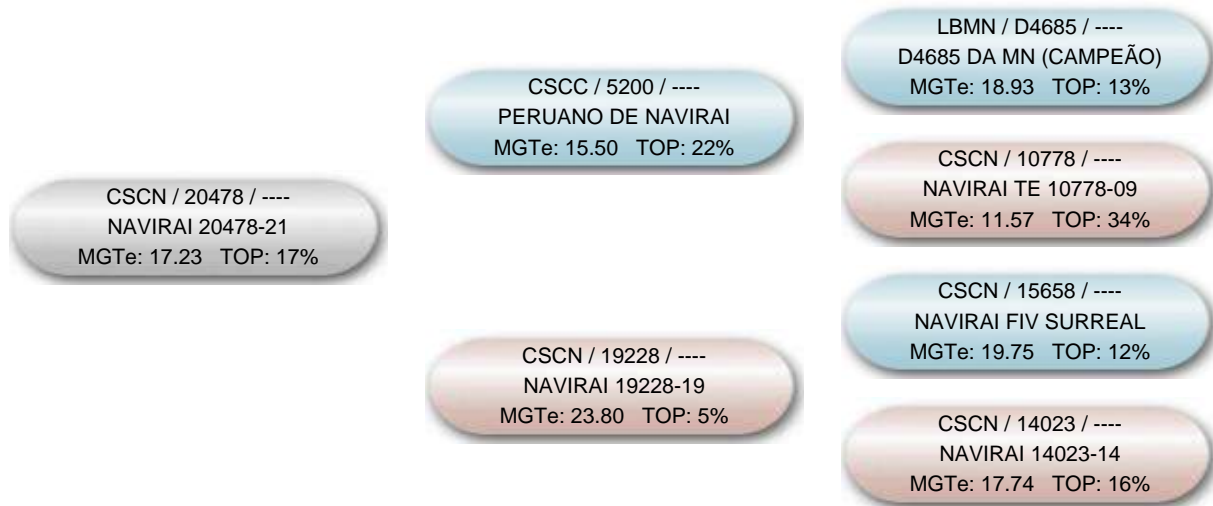 CSCN / 20478 / ----
NAVIRAI 20478-21
MGTe: 17.23 TOP: 17%
CSCC / 5200 / ----
PERUANO DE NAVIRAI
MGTe: 15.50 TOP: 22%
CSCN / 19228 / ----
NAVIRAI 19228-19
MGTe: 23.80 TOP: 5%
LBMN / D4685 / ----
D4685 DA MN (CAMPEÃO)
MGTe: 18.93 TOP: 13%
CSCN / 10778 / ----
NAVIRAI TE 10778-09
MGTe: 11.57 TOP: 34%
CSCN / 15658 / ----
NAVIRAI FIV SURREAL
MGTe: 19.75 TOP: 12%
CSCN / 14023 / ----
NAVIRAI 14023-14
MGTe: 17.74 TOP: 16%